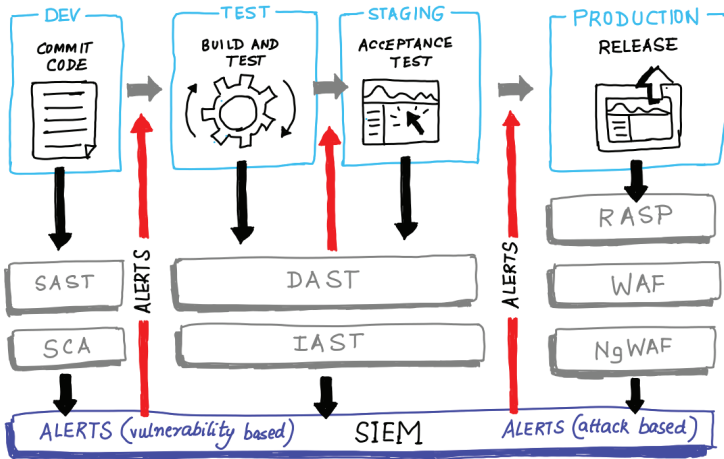 DEV
TEST
STAGING
PRODUCTION
COMMIT
CODE
BUILD AND
TEST
ACCEPTANCE
TEST
RELEASE
ALERTS
ALERTS
SAST
SCA
DAST
IAST
RASP
WAF
NgWAF
ALERTS (vulnerability based)
SIEM
ALERTS (attack based)